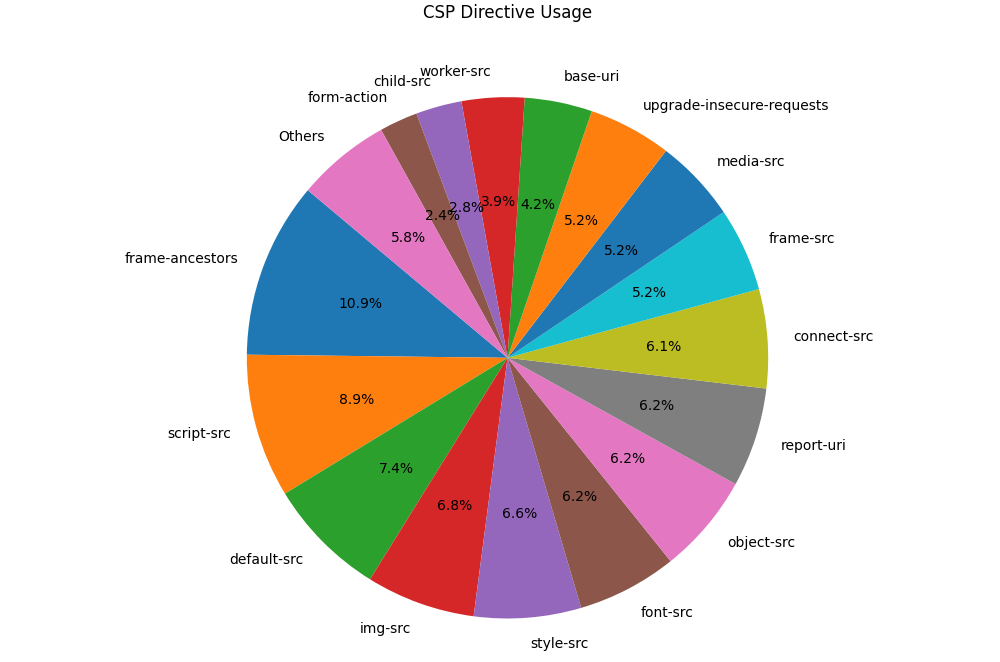 CSP Directive Usage
worker-src
child-src
base-uri
form-action
upgrade-insecure-requests
Others
media-src
frame-src
frame-ancestors
connect-src
script-src
report-uri
default-src
object-src
img-src
font-src
style-src
10.9%
8.9%
7.4%
6.8%
6.6%
6.2%
6.2%
6.2%
6.1%
5.2%
5.2%
5.2%
4.2%
3.9%
2.8%
2.4%
5.8%